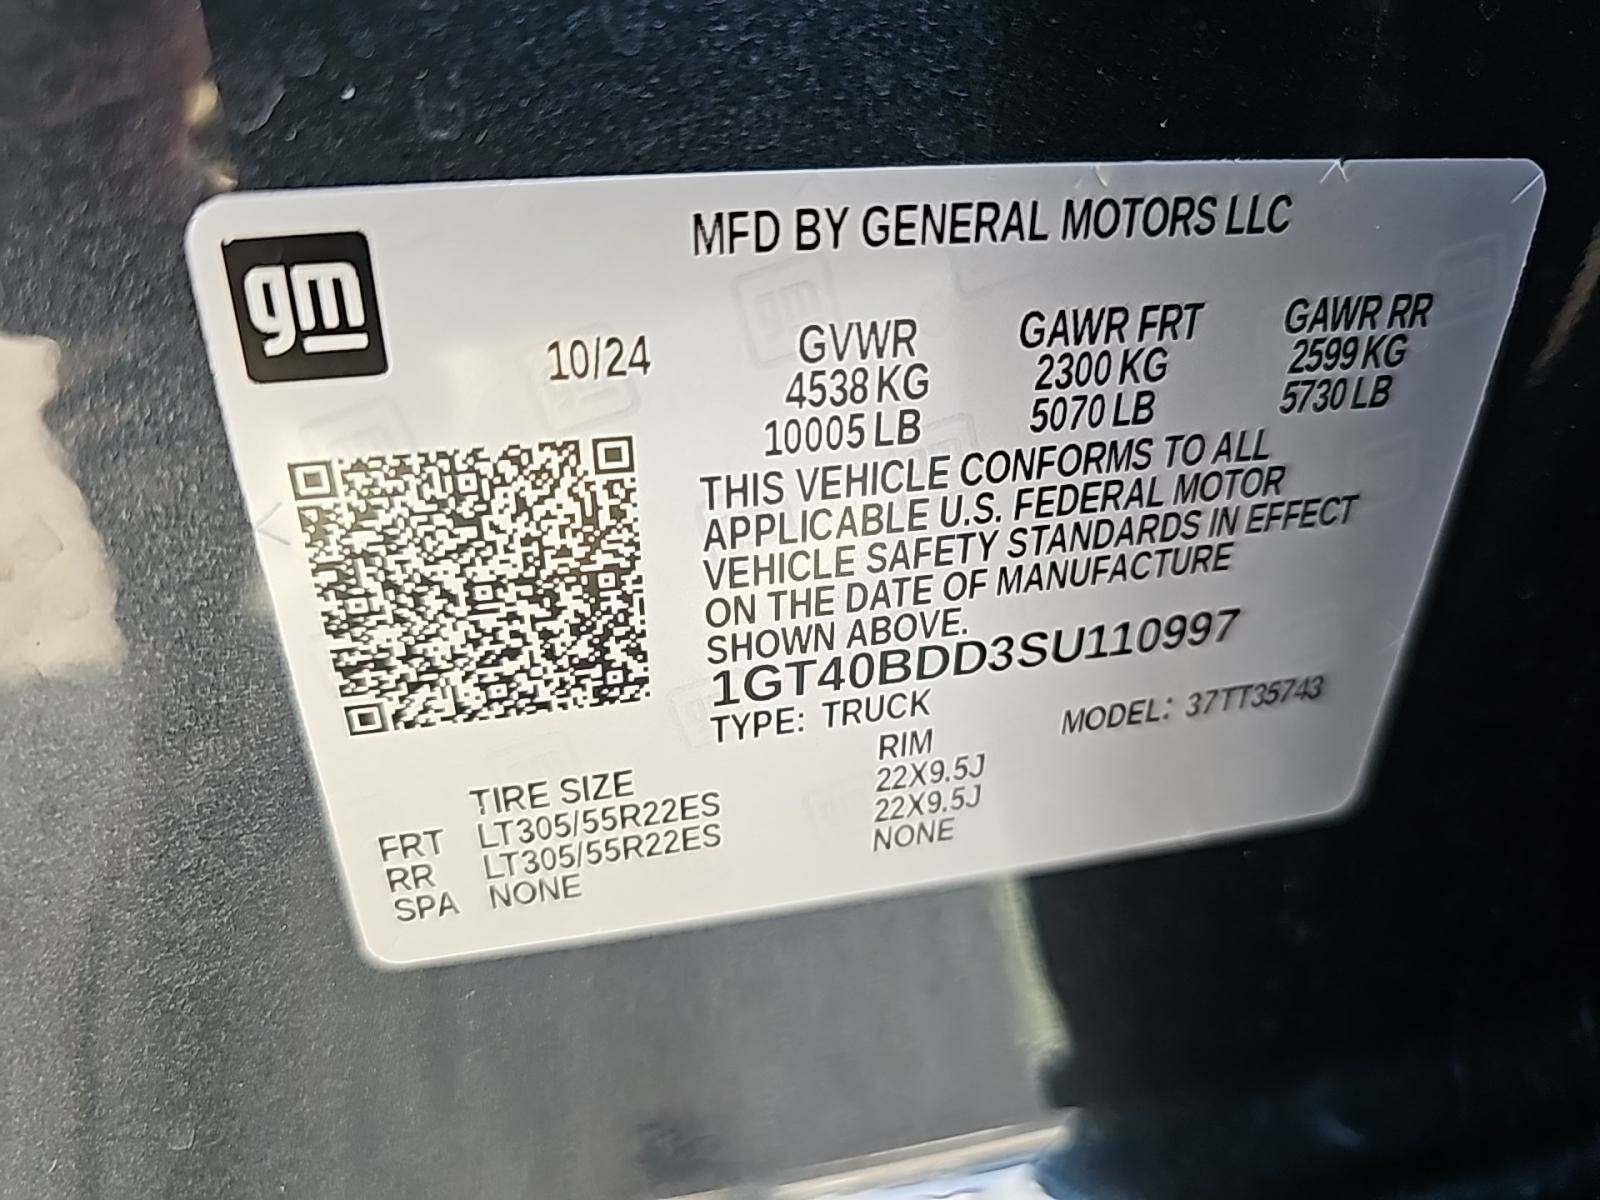 gm
MFD BY GENERAL MOTORS LLC
10/24
GVWR
4538 KG
10005 LB
GAWR FRT
2300 KG
5070 LB
GAWR RR
2599 KG
5730 LB
THIS VEHICLE CONFORMS TO ALL
APPLICABLE U.S. FEDERAL MOTOR
VEHICLE SAFETY STANDARDS IN EFFECT
ON THE DATE OF MANUFACTURE
SHOWN ABOVE.
1GT40BDD3SU110997
TYPE: TRUCK
MODEL: 37TT35743
TIRE SIZE RIM
FRT LT305/55R22ES 22X9.5J
RR LT305/55R22ES 22X9.5J
SPA NONE NONE